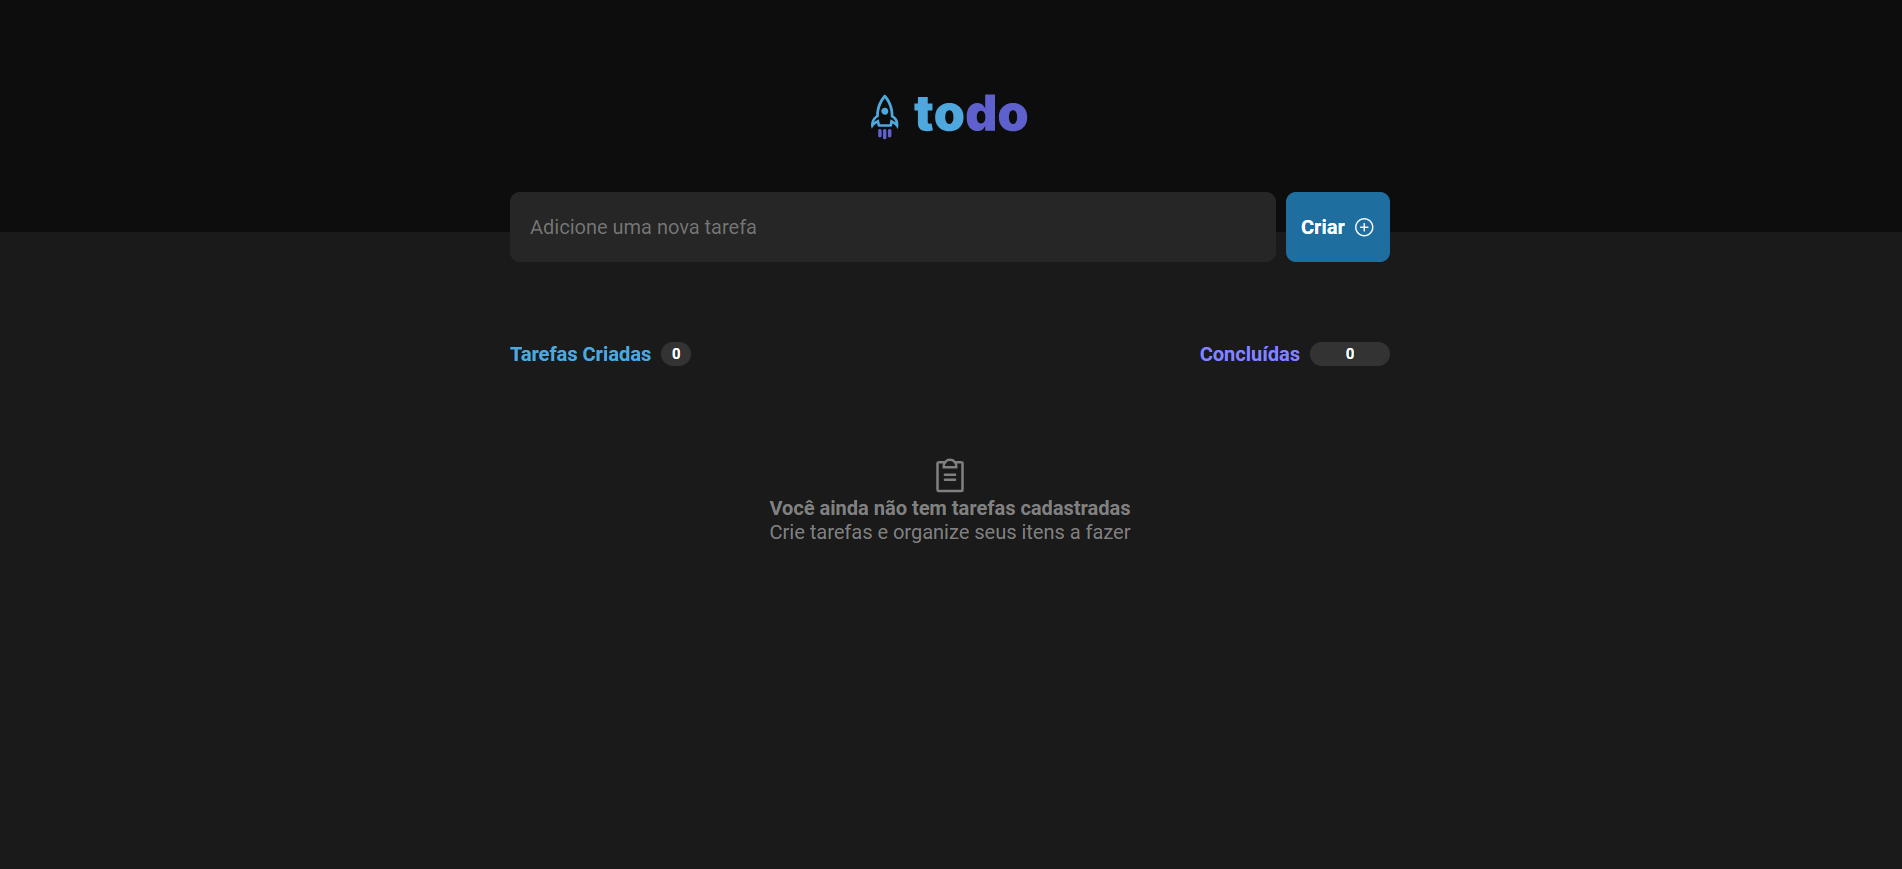 todo
Adicione uma nova tarefa
Criar
Tarefas Criadas 0
Concluídas 0
Você ainda não tem tarefas cadastradas
Crie tarefas e organize seus itens a fazer